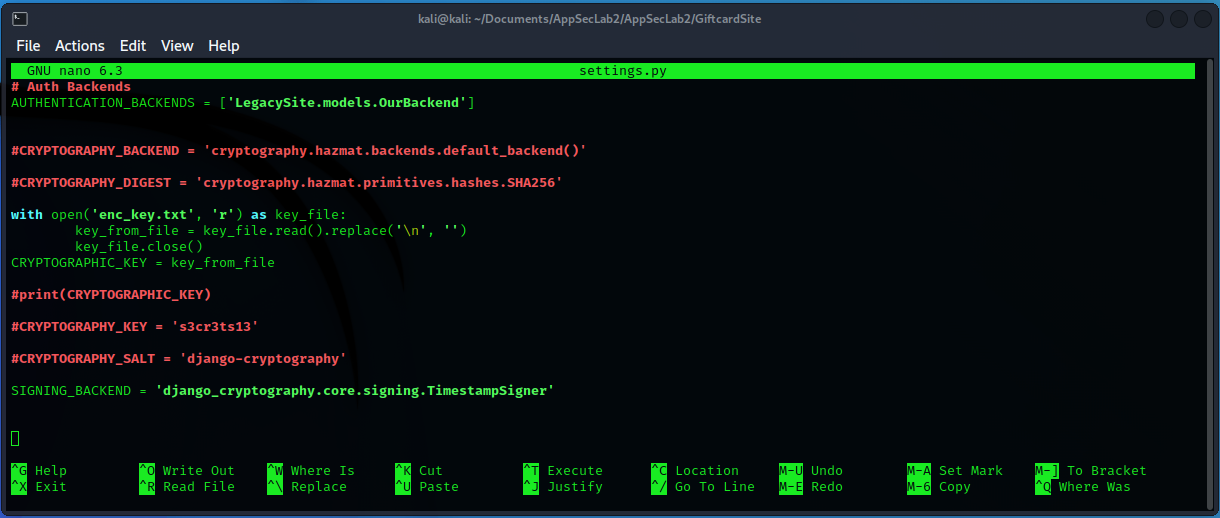 kali@kali: ~/Documents/AppSecLab2/AppSecLab2/GiftcardSite
File Actions Edit View Help
GNU nano 6.3 settings.py
# Auth Backends
AUTHENTICATION_BACKENDS = ['LegacySite.models.OurBackend']
#CRYPTOGRAPHY_BACKEND = 'cryptography.hazmat.backends.default_backend()'
#CRYPTOGRAPHY_DIGEST = 'cryptography.hazmat.primitives.hashes.SHA256'
with open('enc_key.txt', 'r') as key_file:
        key_from_file = key_file.read().replace('\n', '')
        key_file.close()
CRYPTOGRAPHIC_KEY = key_from_file
#print(CRYPTOGRAPHIC_KEY)
#CRYPTOGRAPHY_KEY = 's3cr3ts13'
#CRYPTOGRAPHY_SALT = 'django-cryptography'
SIGNING_BACKEND = 'django_cryptography.core.signing.TimestampSigner'
^G Help ^O Write Out ^W Where Is ^K Cut ^T Execute ^C Location M-U Undo M-A Set Mark M-] To Bracket
^X Exit ^R Read File ^\ Replace ^U Paste ^J Justify ^/ Go To Line M-E Redo M-6 Copy ^Q Where Was